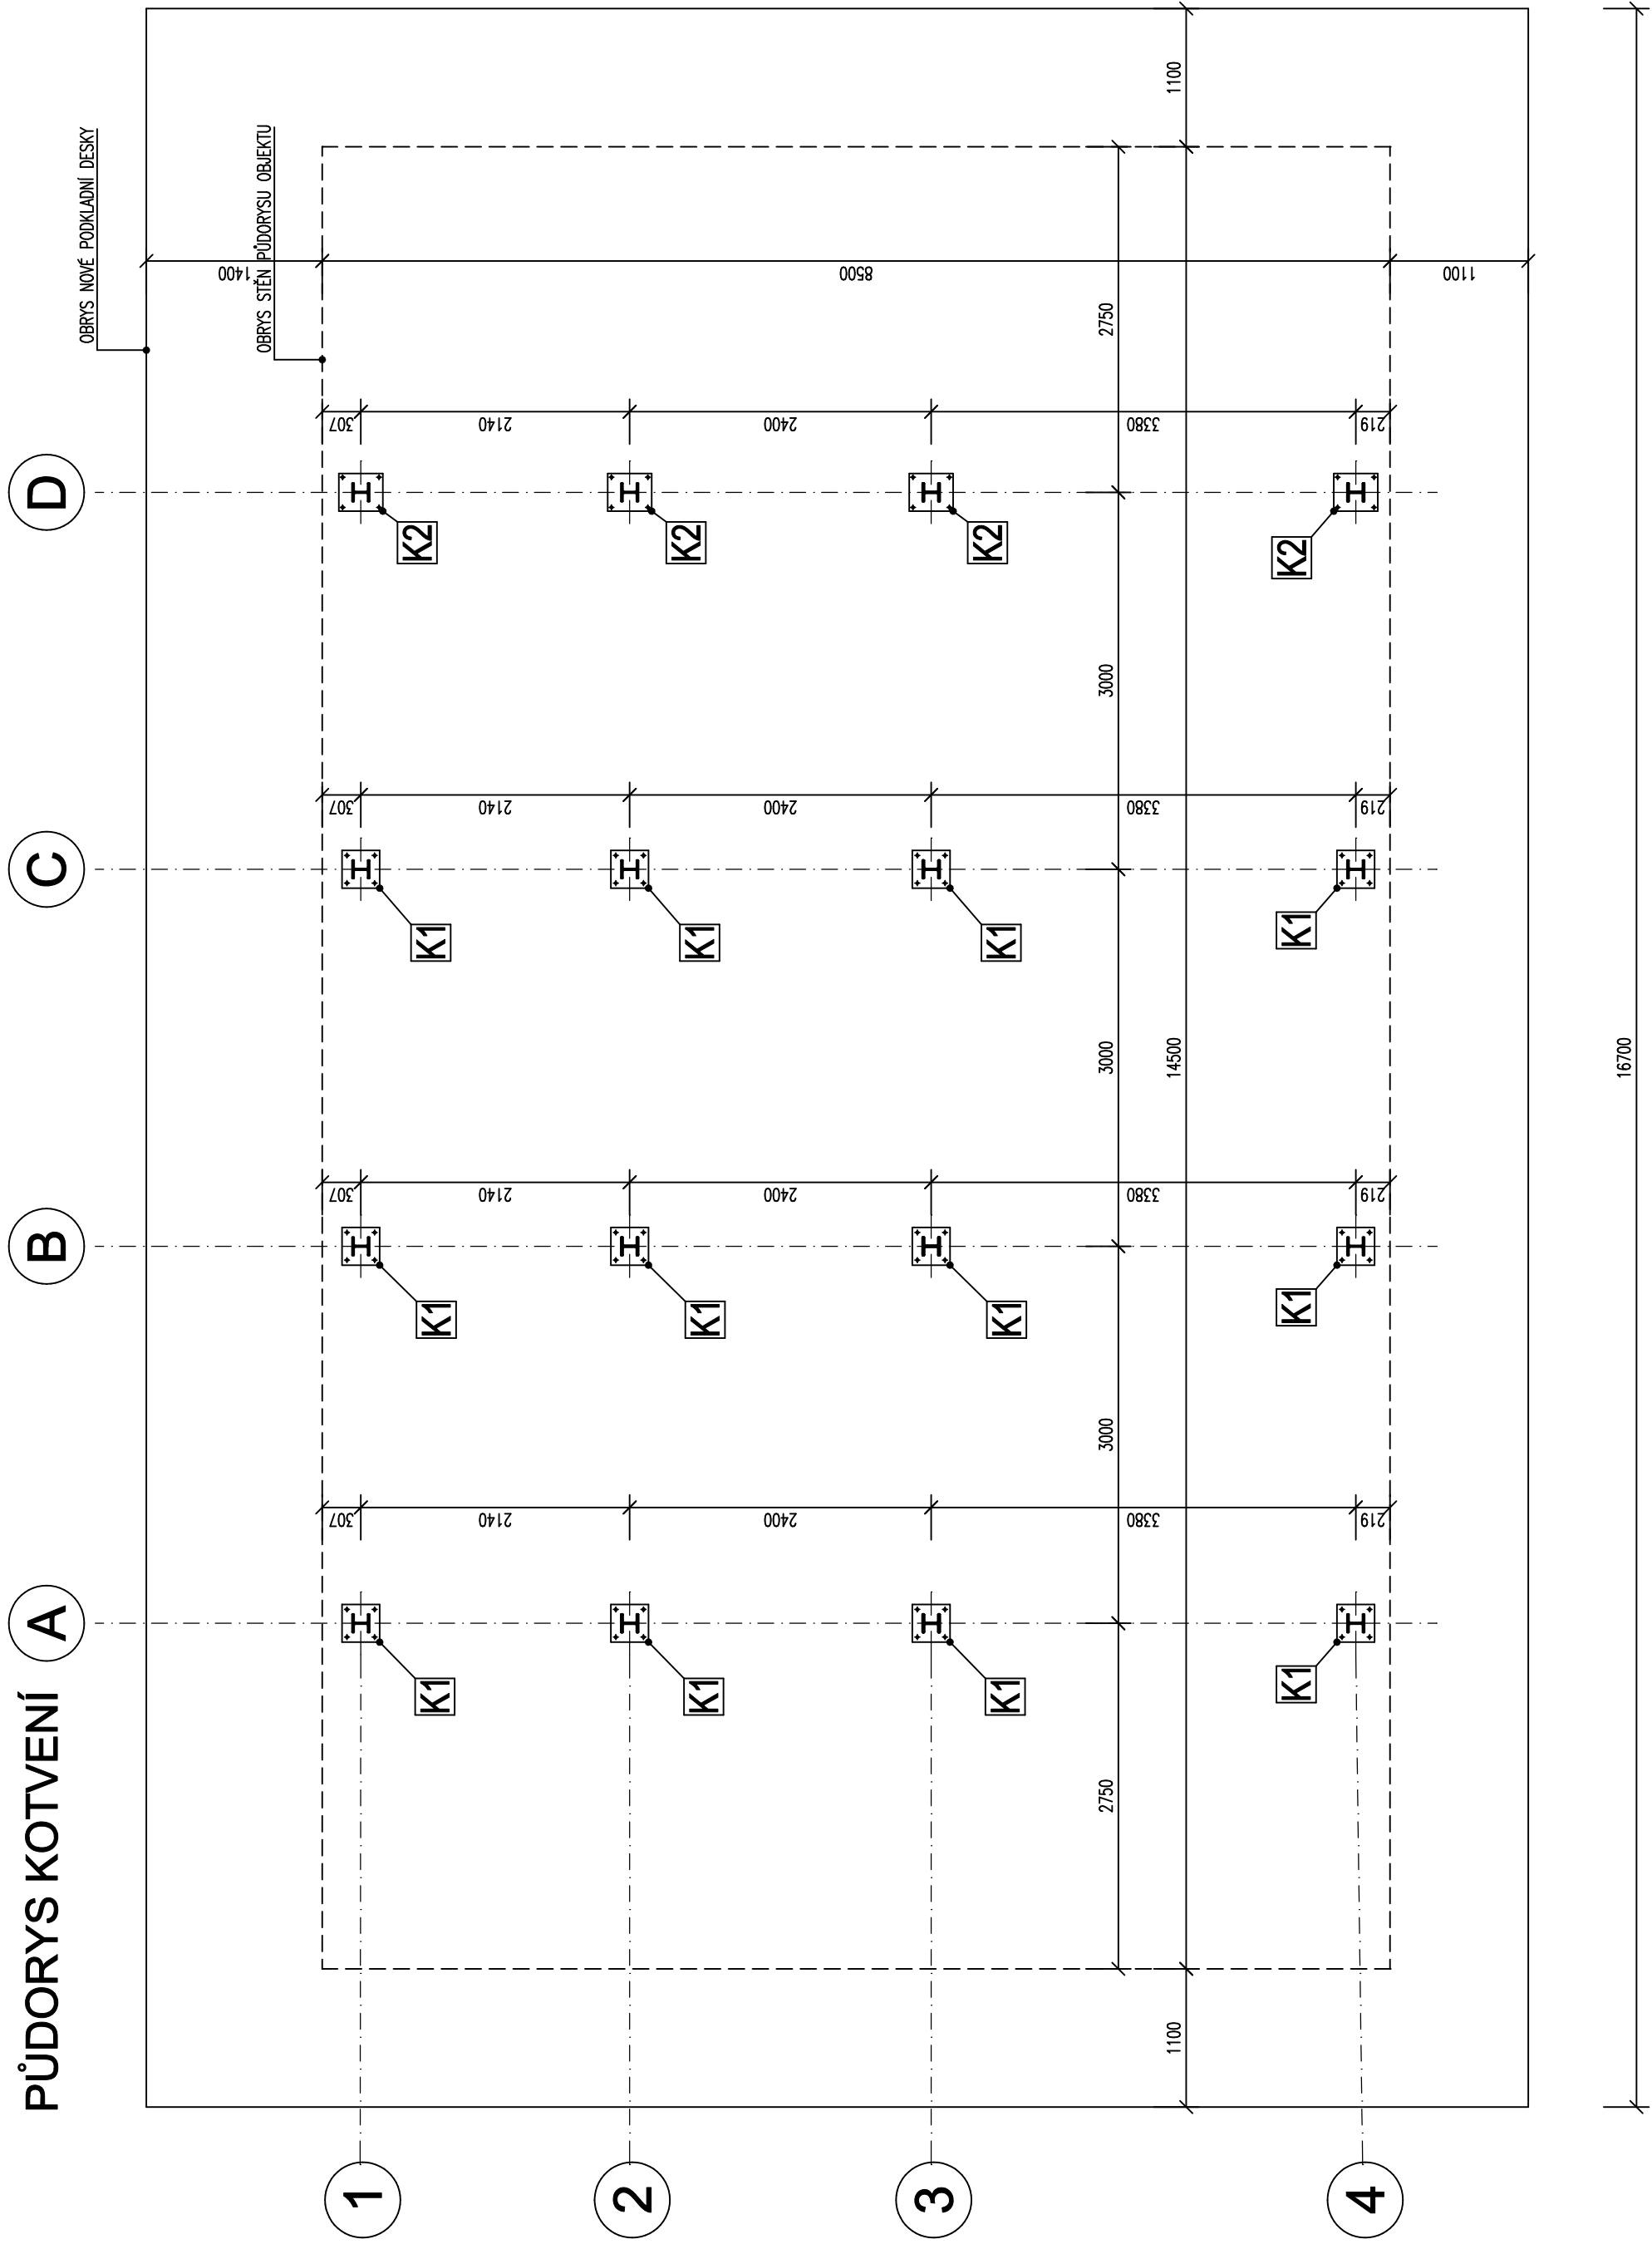 PŮDORYS KOTVENÍ
A
B
C
D
OBRYS NOVÉ PODKLADNÍ DESKY
OBRYS STĚN PŮDORYSU OBJEKTU
1400
8500
1100
1
K1
K1
K1
K2
307
307
307
307
2140
2140
2140
2140
2
K1
K1
K1
K2
2400
2400
2400
2400
3
K1
K1
K1
K2
3380
3380
3380
3380
2750
3000
3000
3000
2750
1100
14500
1100
4
K1
K1
K1
K2
219
219
219
219
16700